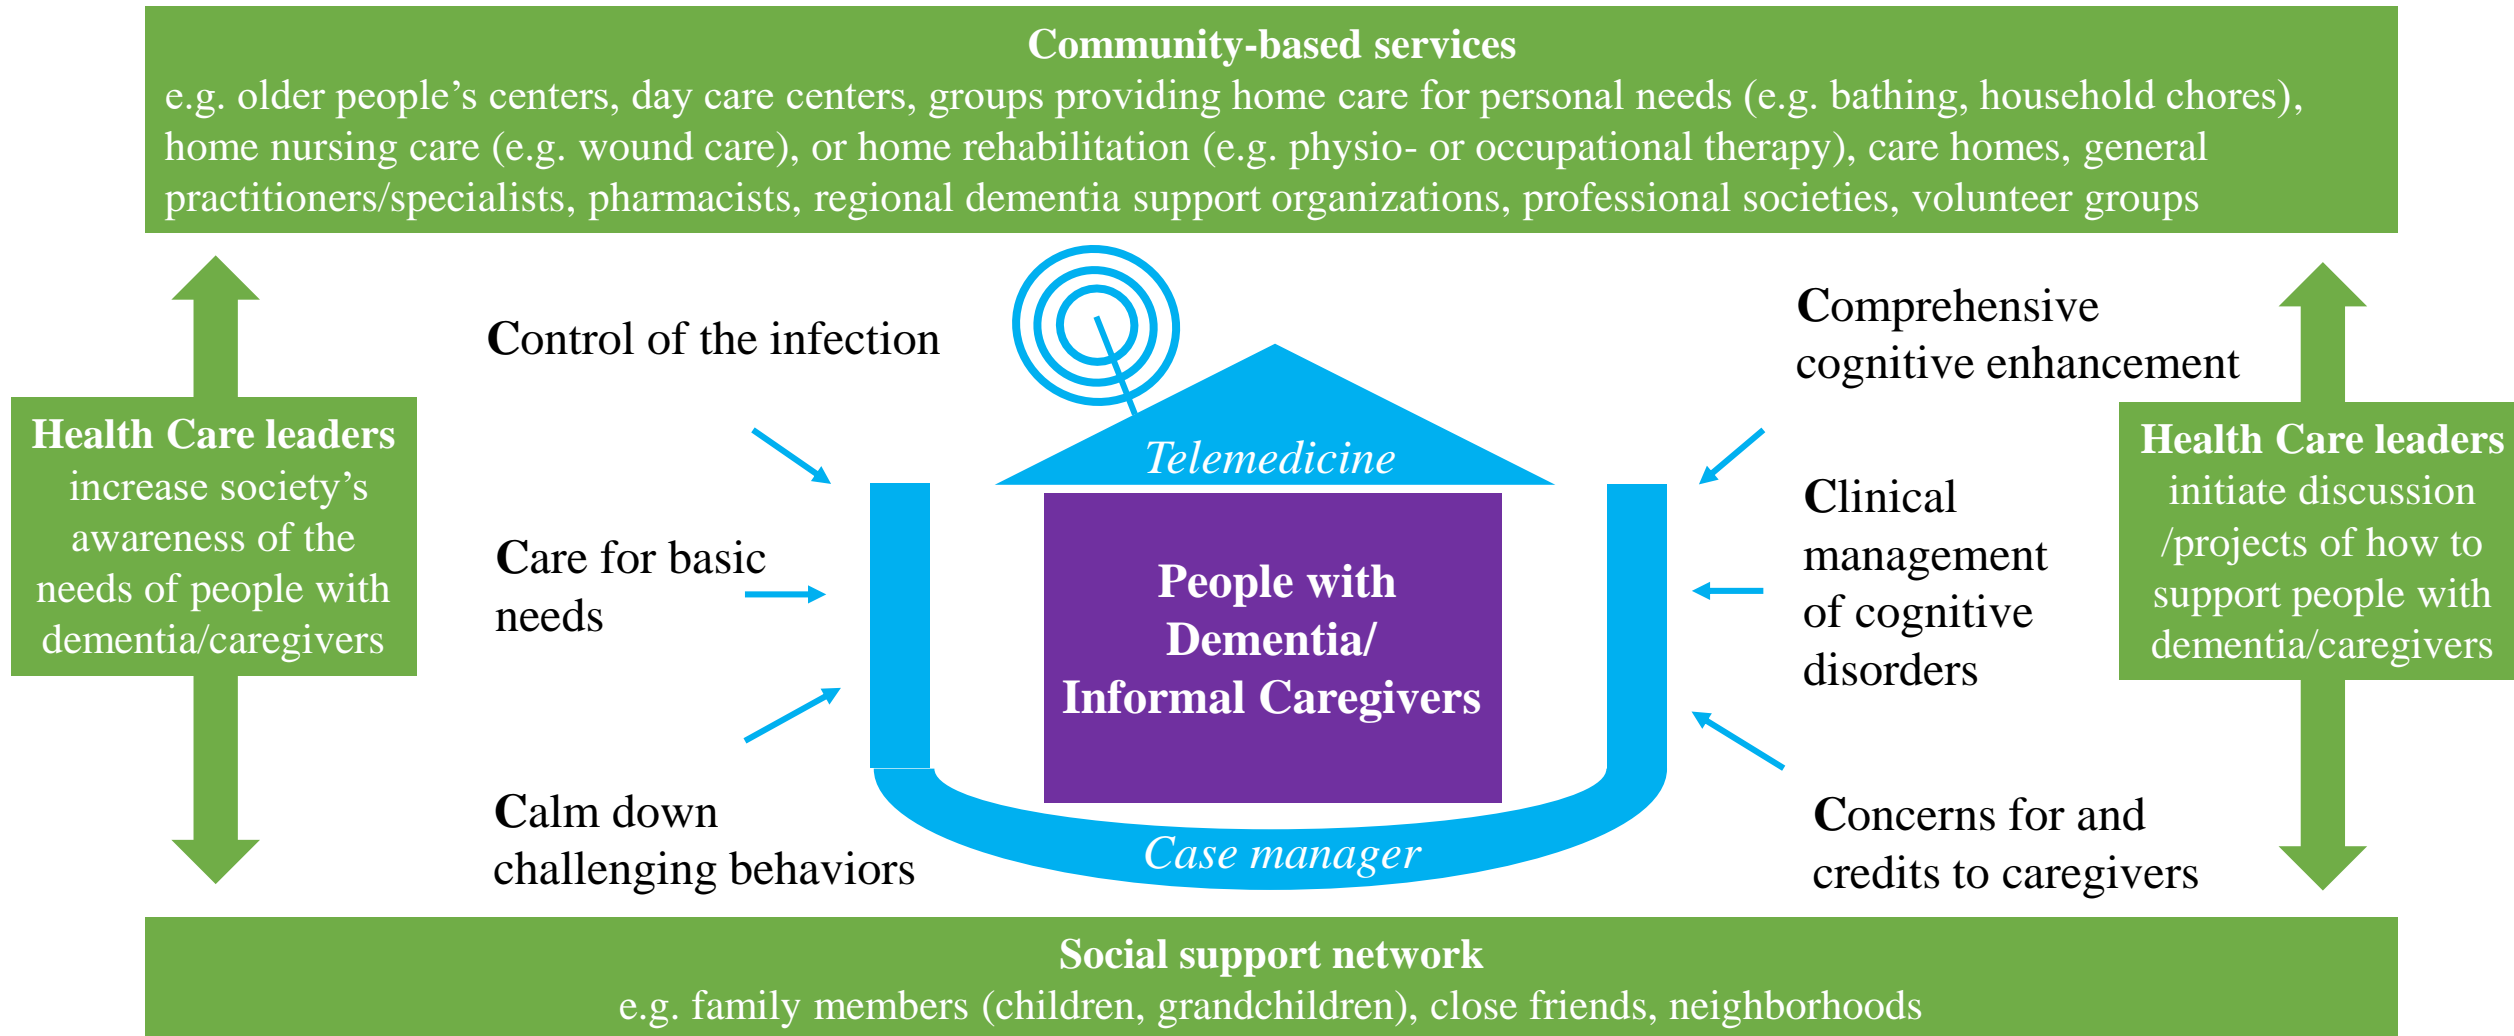 Community-based services
e.g. older people’s centers, day care centers, groups providing home care for personal needs (e.g. bathing, household chores),
home nursing care (e.g. wound care), or home rehabilitation (e.g. physio- or occupational therapy), care homes, general
practitioners/specialists, pharmacists, regional dementia support organizations, professional societies, volunteer groups
Health Care leaders
increase society’s
awareness of the
needs of people with
dementia/caregivers
Control of the infection
Care for basic
needs
Calm down
challenging behaviors
Telemedicine
People with
Dementia/
Informal Caregivers
Case manager
Comprehensive
cognitive enhancement
Clinical
management
of cognitive
disorders
Concerns for and
credits to caregivers
Health Care leaders
initiate discussion
/projects of how to
support people with
dementia/caregivers
Social support network
e.g. family members (children, grandchildren), close friends, neighborhoods